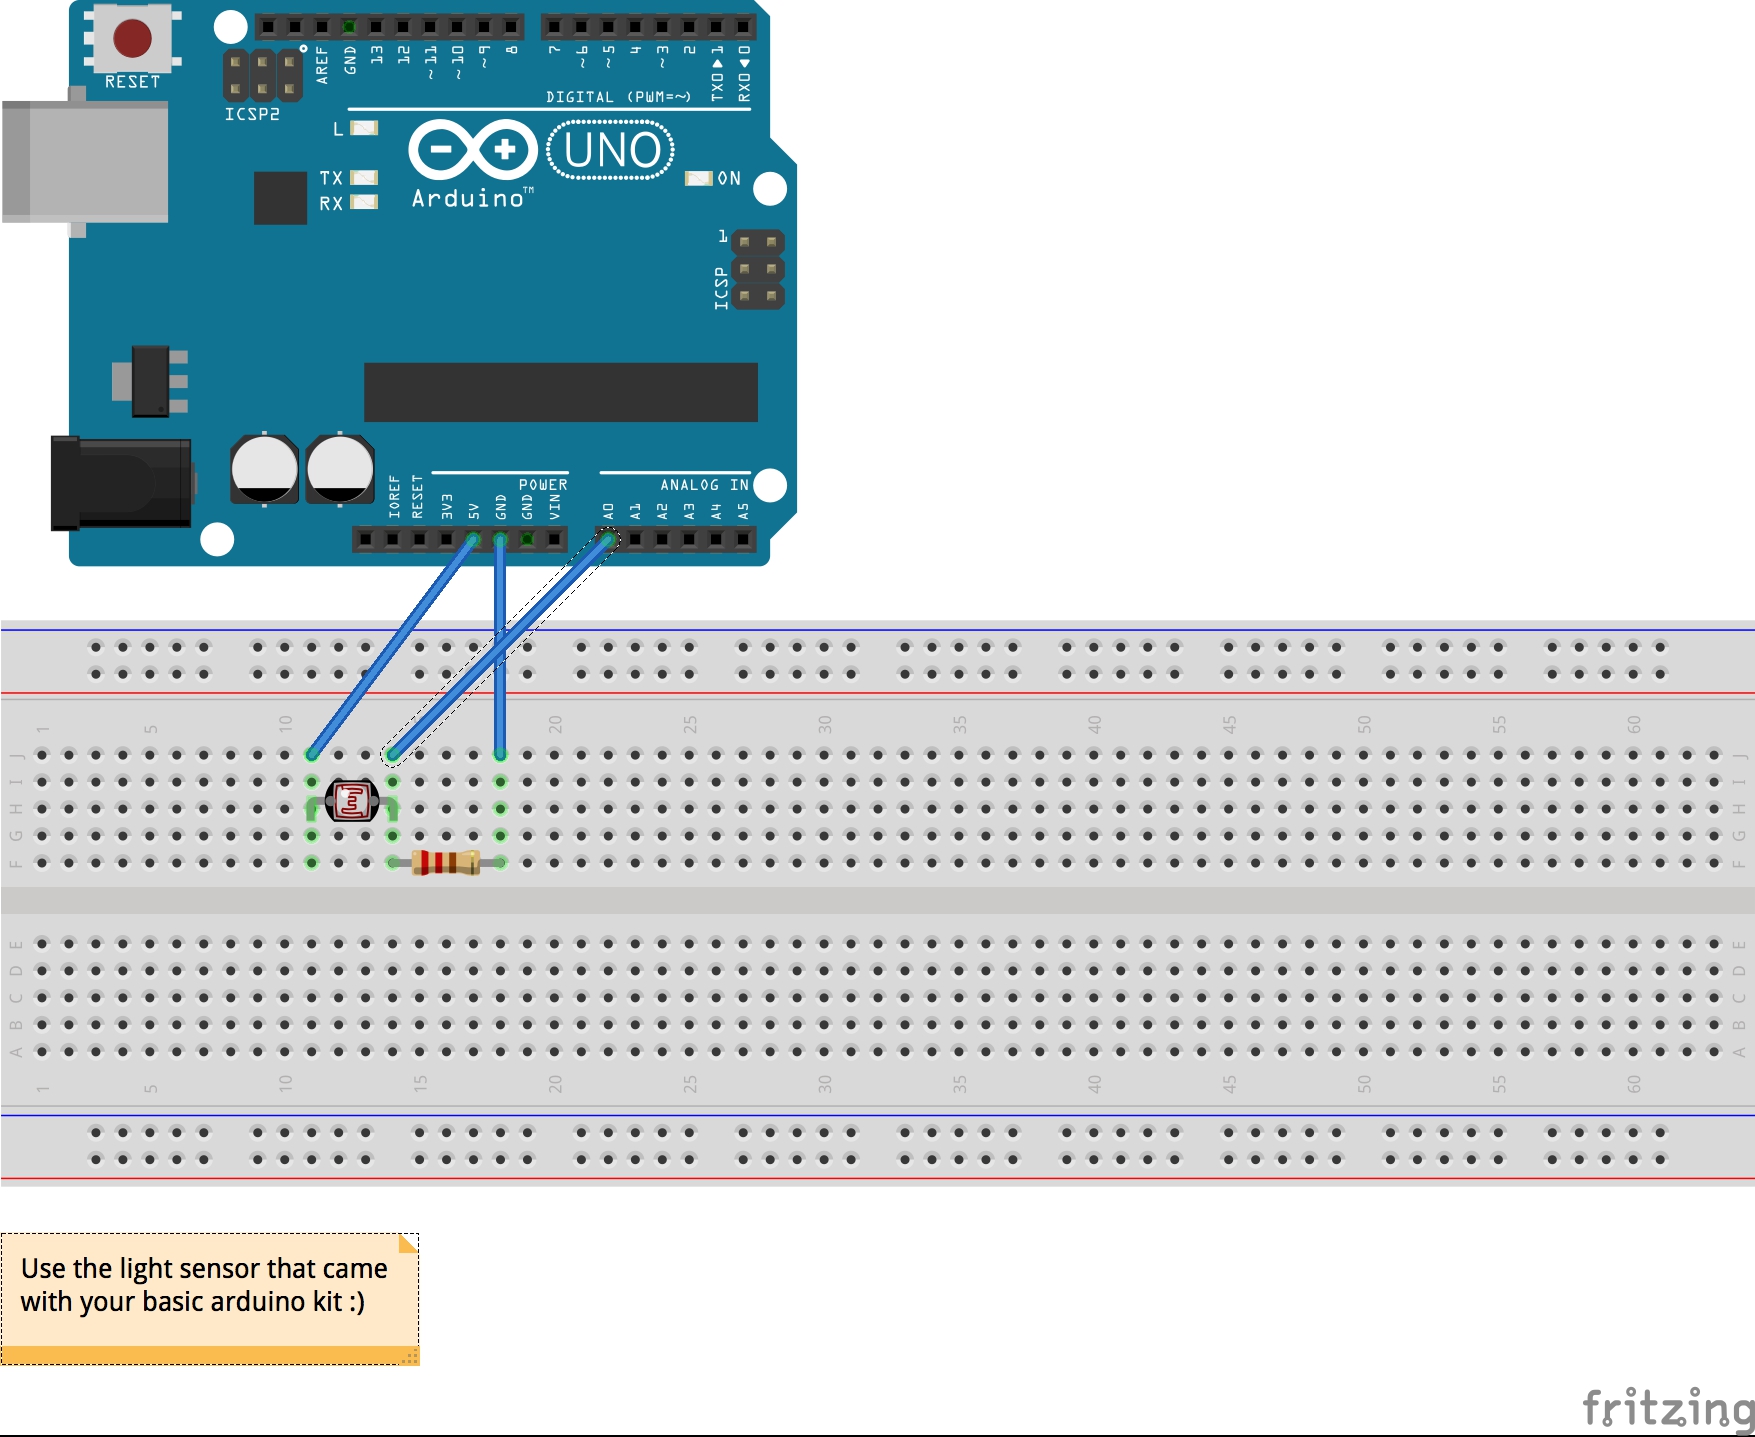 RESET
ICSP2
AREF
GND
13
12
~11
~10
~9
8
7
~6
~5
4
~3
2
TX0▶1
RX0◀0
DIGITAL (PWM=~)
L
TX
RX
Arduino™
UNO
ON
1
ICSP
IOREF
RESET
3V3
5V
GND
GND
VIN
POWER
A0
A1
A2
A3
A4
A5
ANALOG IN
1 5 10 20 25 30 35 40 45 50 55 60
J J
I I
H H
G G
F F
E E
D D
C C
B B
A A
1 5 10 15 20 25 30 35 40 45 50 55 60
Use the light sensor that came
with your basic arduino kit :)
fritzing